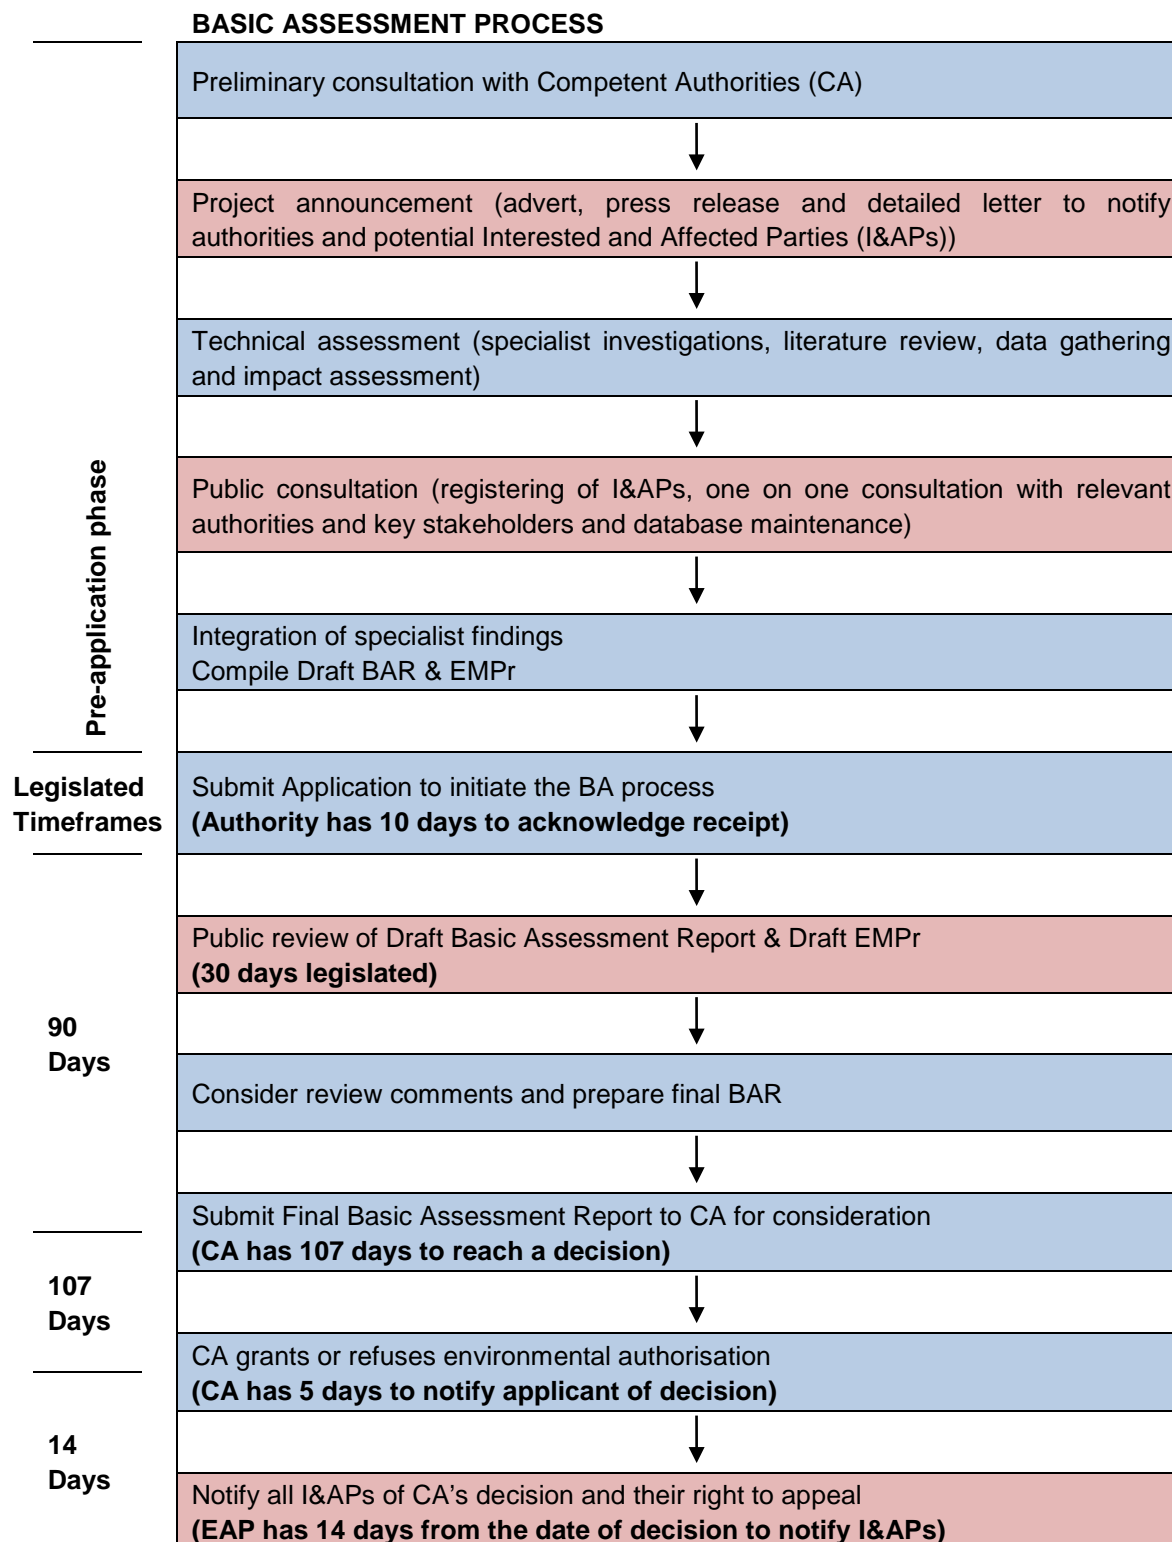 BASIC ASSESSMENT PROCESS
Preliminary consultation with Competent Authorities (CA)
Project announcement (advert, press release and detailed letter to notify
authorities and potential Interested and Affected Parties (I&APs))
Technical assessment (specialist investigations, literature review, data gathering
and impact assessment)
Pre-application phase
Public consultation (registering of I&APs, one on one consultation with relevant
authorities and key stakeholders and database maintenance)
Integration of specialist findings
Compile Draft BAR & EMPr
Legislated
Timeframes
Submit Application to initiate the BA process
(Authority has 10 days to acknowledge receipt)
Public review of Draft Basic Assessment Report & Draft EMPr
(30 days legislated)
90
Days
Consider review comments and prepare final BAR
Submit Final Basic Assessment Report to CA for consideration
(CA has 107 days to reach a decision)
107
Days
CA grants or refuses environmental authorisation
(CA has 5 days to notify applicant of decision)
14
Days
Notify all I&APs of CA's decision and their right to appeal
(EAP has 14 days from the date of decision to notify I&APs)